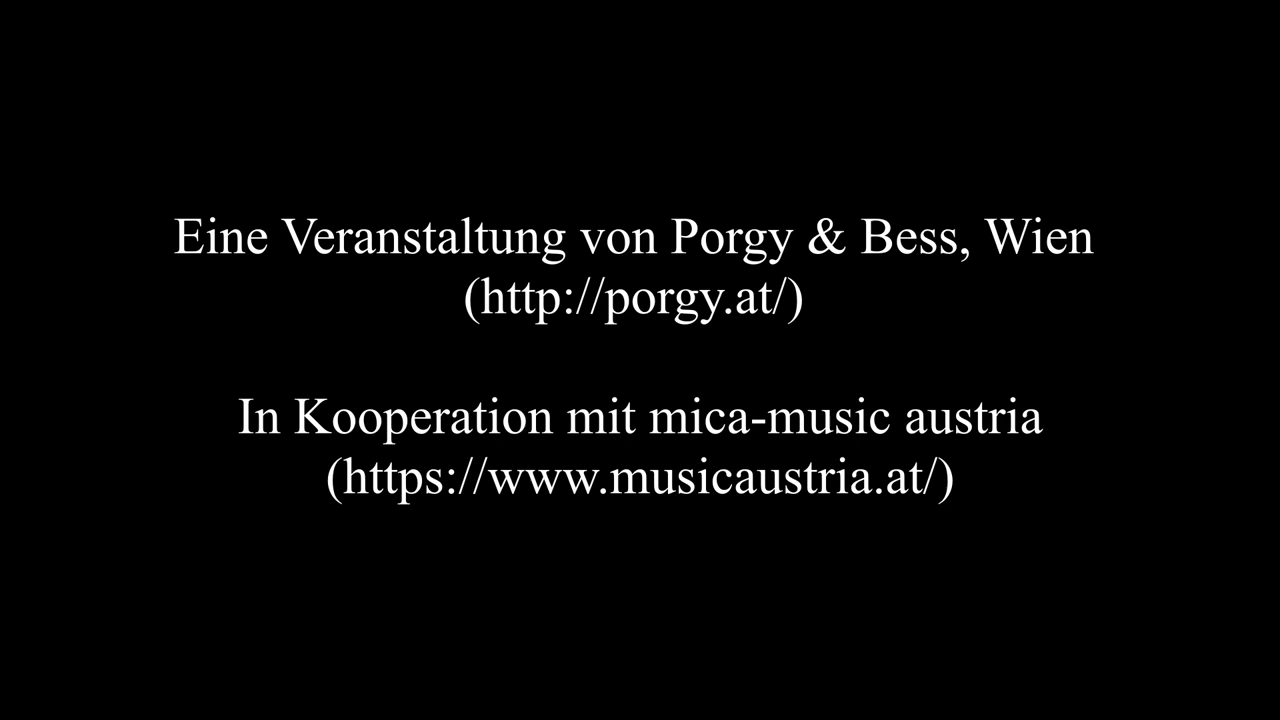 Eine Veranstaltung von Porgy & Bess, Wien
(http://porgy.at/)
In Kooperation mit mica-music austria
(https://www.musicaustria.at/)